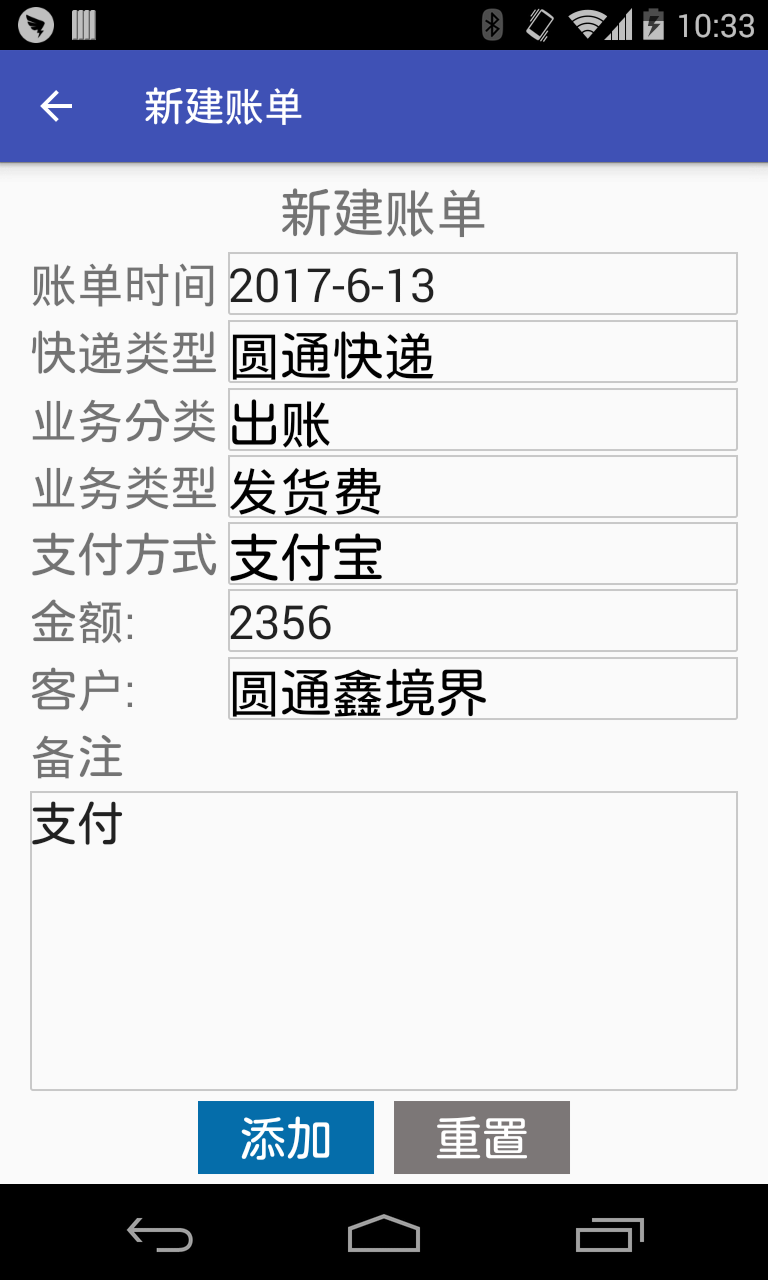 10:33
新建账单
新建账单
账单时间 2017-6-13
快递类型 圆通快递
业务分类 出账
业务类型 发货费
支付方式 支付宝
金额: 2356
客户: 圆通鑫境界
备注
支付
添加 重置